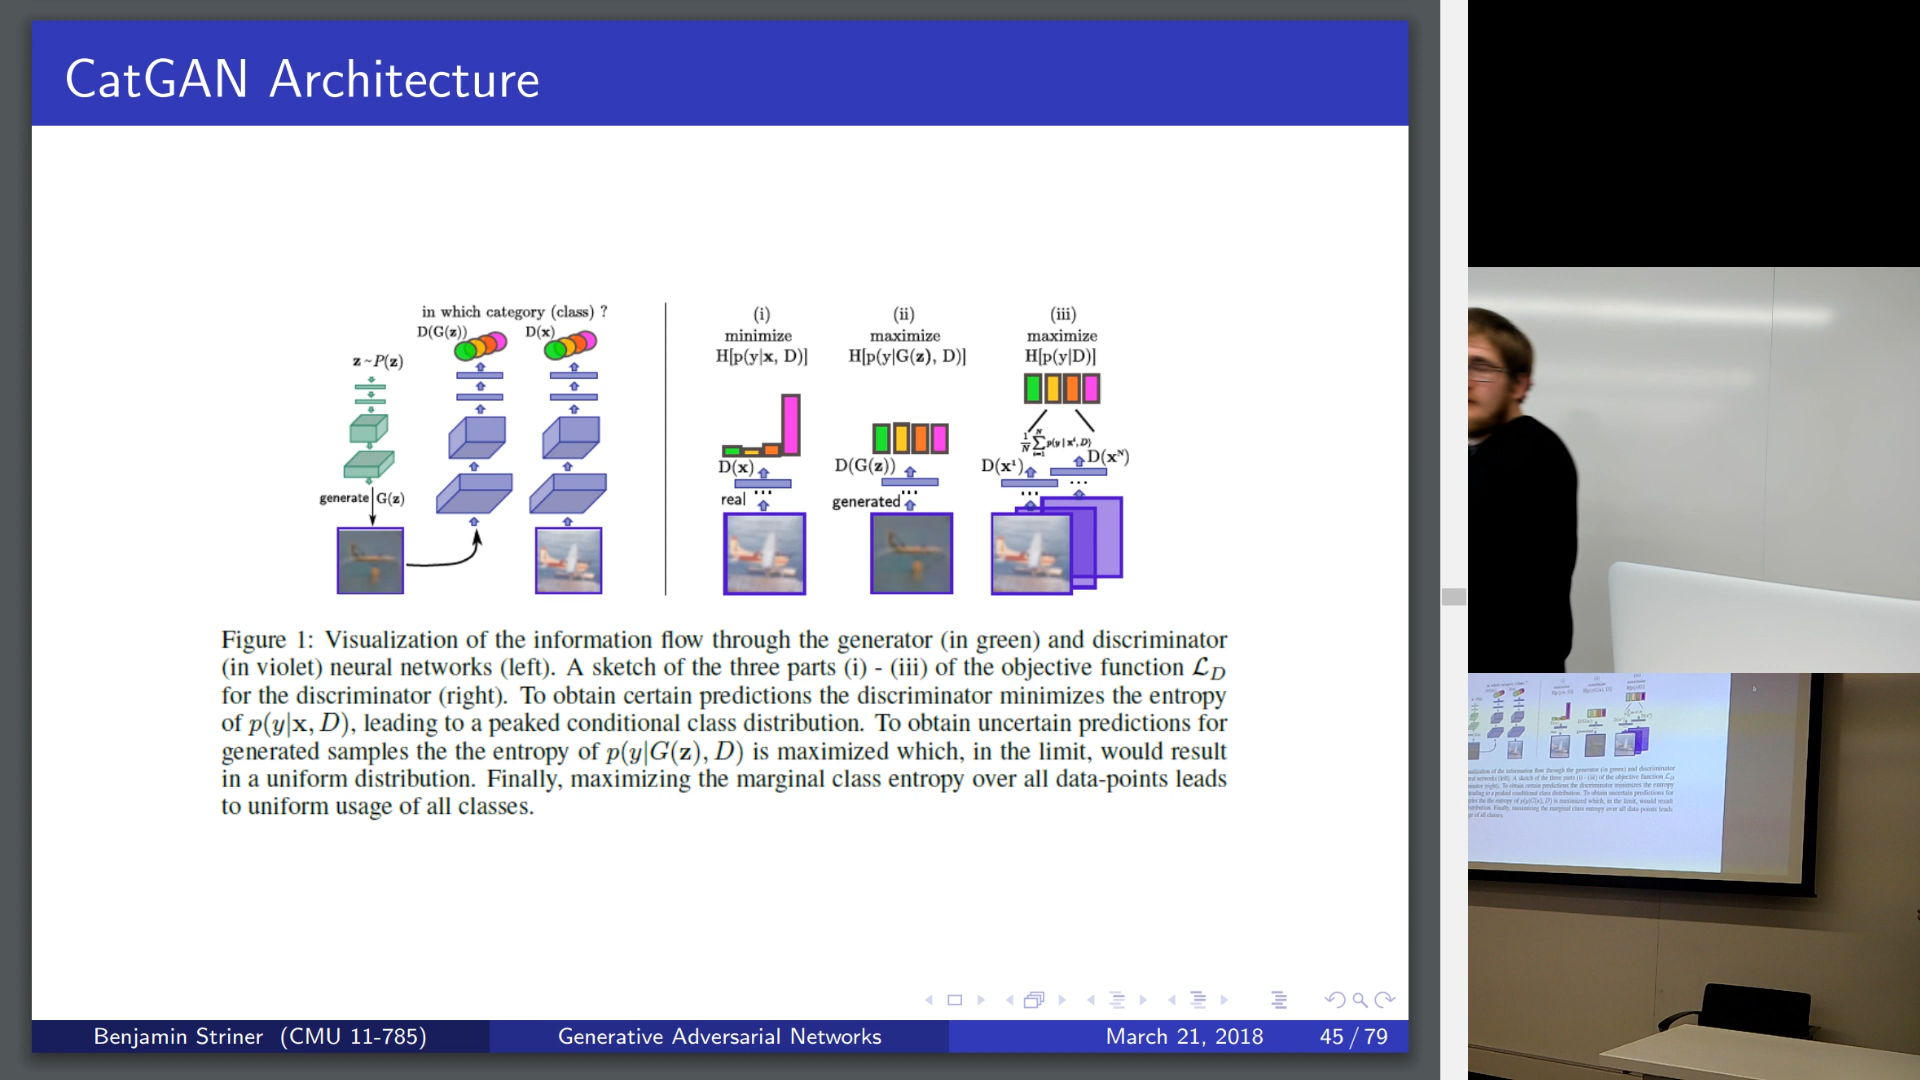 CatGAN Architecture
in which category (class) ?
D(G(z))
D(x)
z ~ P(z)
generate
G(z)
(i)
minimize
H[p(y|x, D)]
D(x)
real
...
(ii)
maximize
H[p(y|G(z), D)]
D(G(z))
generated
...
(iii)
maximize
H[p(y|D)]
1/N ∑ i=1 N p(y | xⁱ, D)
D(x¹)
D(xᴺ)
...
...
Figure 1: Visualization of the information flow through the generator (in green) and discriminator
(in violet) neural networks (left). A sketch of the three parts (i) - (iii) of the objective function ℒ_D
for the discriminator (right). To obtain certain predictions the discriminator minimizes the entropy
of p(y|x, D), leading to a peaked conditional class distribution. To obtain uncertain predictions for
generated samples the the entropy of p(y|G(z), D) is maximized which, in the limit, would result
in a uniform distribution. Finally, maximizing the marginal class entropy over all data-points leads
to uniform usage of all classes.
Benjamin Striner (CMU 11-785)
Generative Adversarial Networks
March 21, 2018
45 / 79